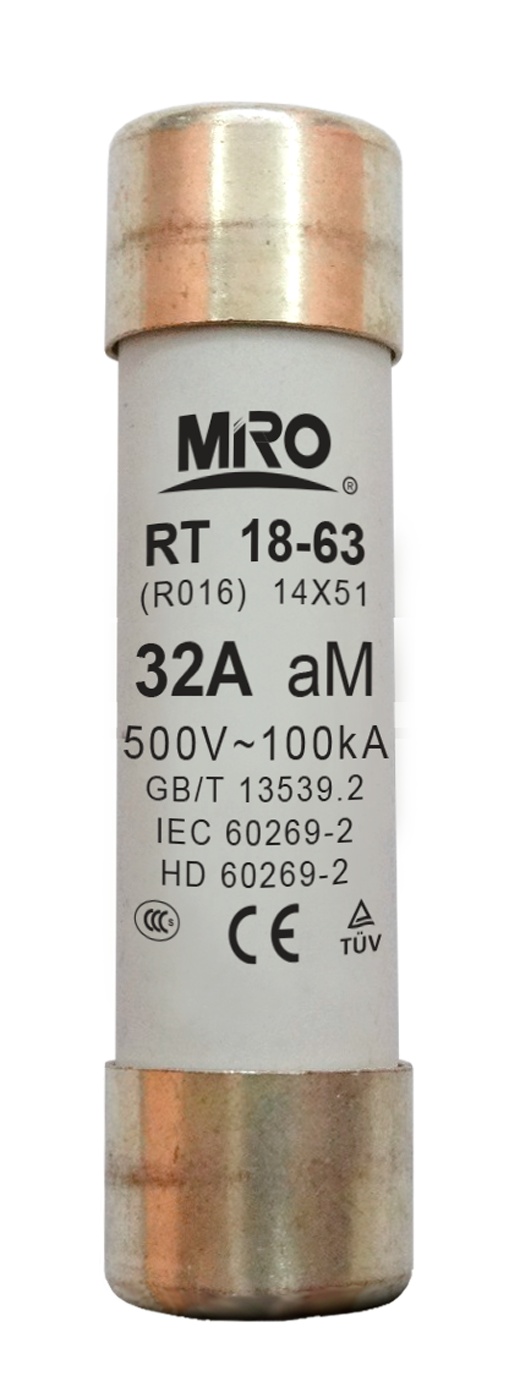 MIRO ®
RT 18-63
(R016) 14X51
32A aM
500V~100kA
GB/T 13539.2
IEC 60269-2
HD 60269-2
CCC S CE TÜV